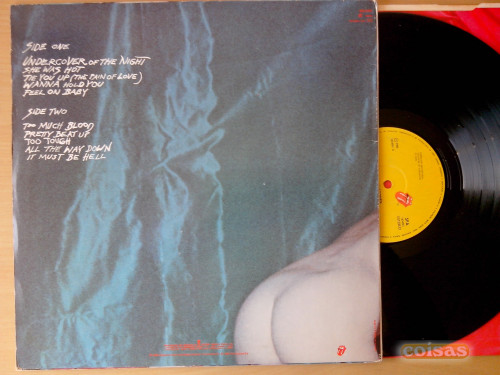 SIDE ONE
UNDERCOVER OF THE NIGHT
SHE WAS HOT
TIE YOU UP (THE PAIN OF LOVE)
WANNA HOLD YOU
FEEL ON BABY
SIDE TWO
TOO MUCH BLOOD
PRETTY BEAT UP
TOO TOUGH
ALL THE WAY DOWN
IT MUST BE HELL
coisas